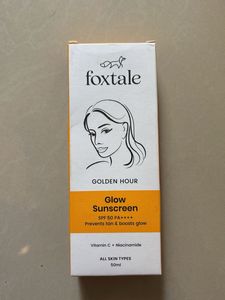 foxtale
GOLDEN HOUR
Glow
Sunscreen
SPF 50 PA++++
Prevents tan & boosts glow
Vitamin C + Niacinamide
ALL SKIN TYPES
50ml